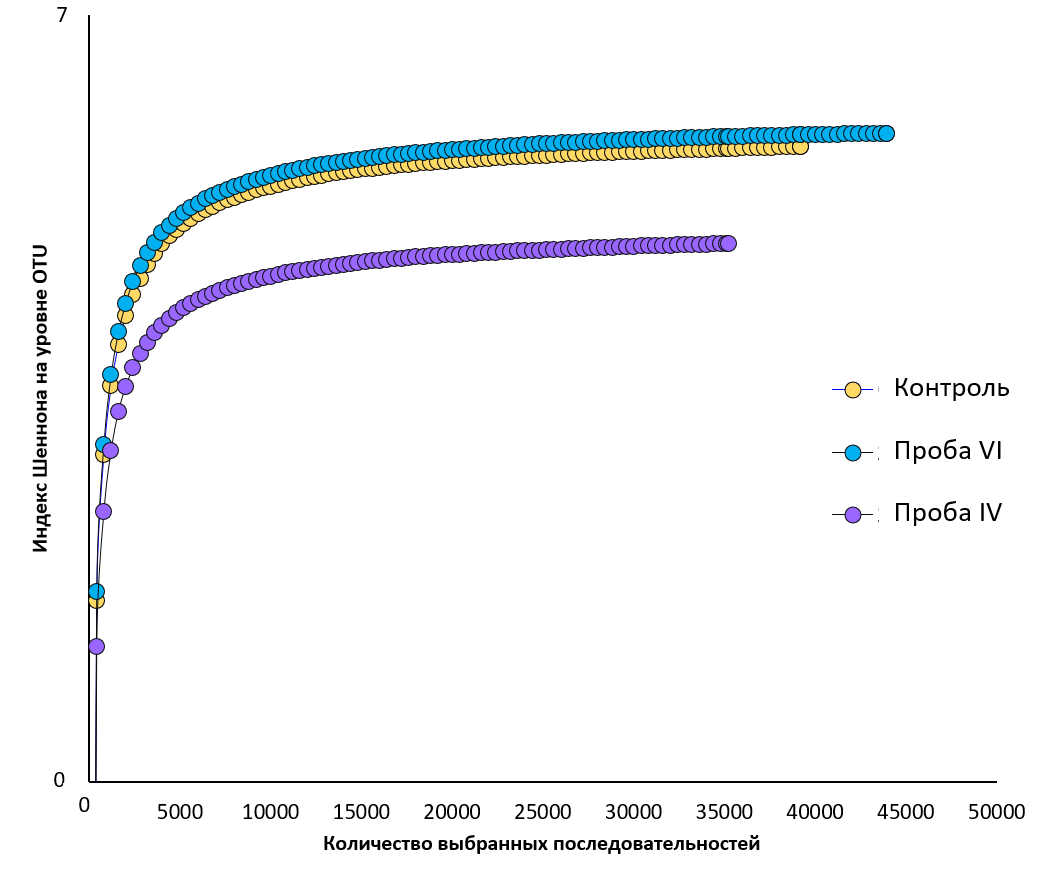 7
Индекс Шеннона на уровне OTU
Контроль
Проба VI
Проба IV
0
0 5000 10000 15000 20000 25000 30000 35000 40000 45000 50000
Количество выбранных последовательностей